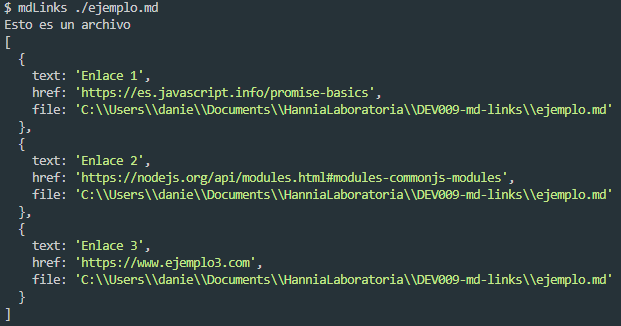 $ mdLinks ./ejemplo.md
Esto es un archivo
[
  {
    text: 'Enlace 1',
    href: 'https://es.javascript.info/promise-basics',
    file: 'C:\\Users\\danie\\Documents\\HanniaLaboratoria\\DEV009-md-links\\ejemplo.md'
  },
  {
    text: 'Enlace 2',
    href: 'https://nodejs.org/api/modules.html#modules-commonjs-modules',
    file: 'C:\\Users\\danie\\Documents\\HanniaLaboratoria\\DEV009-md-links\\ejemplo.md'
  },
  {
    text: 'Enlace 3',
    href: 'https://www.ejemplo3.com',
    file: 'C:\\Users\\danie\\Documents\\HanniaLaboratoria\\DEV009-md-links\\ejemplo.md'
  }
]